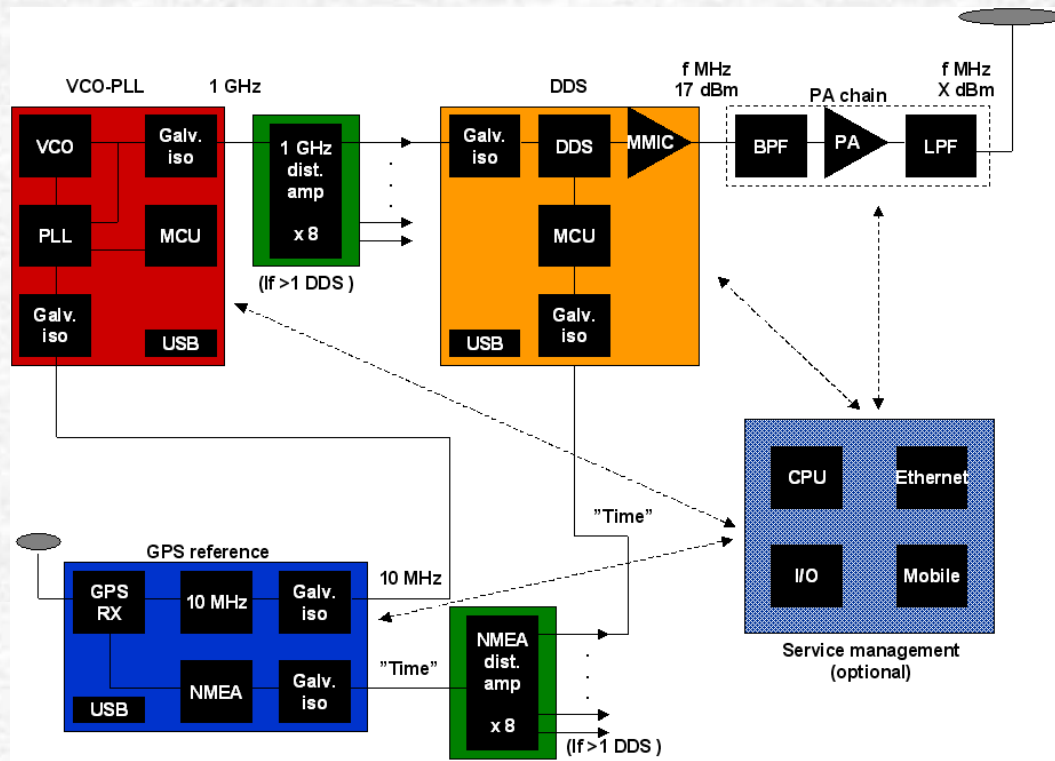 VCO-PLL
1 GHz
DDS
f MHz
17 dBm
f MHz
X dBm
PA chain
VCO
Galv.
iso
1 GHz
dist.
amp
x 8
Galv.
iso
DDS
MMIC
BPF
PA
LPF
PLL
MCU
MCU
(If >1 DDS )
Galv.
iso
USB
USB
Galv.
iso
CPU
Ethernet
"Time"
I/O
Mobile
GPS reference
10 MHz
GPS
RX
10 MHz
Galv.
iso
NMEA
dist.
amp
x 8
Service management
(optional)
"Time"
NMEA
Galv.
iso
USB
(If >1 DDS )